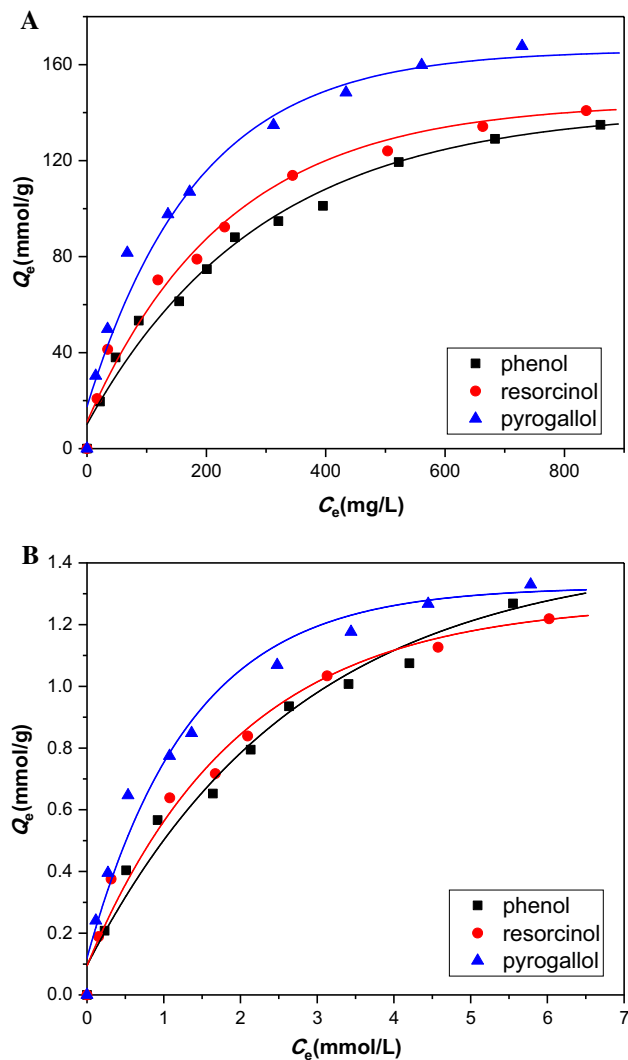 A
160
120
80
40
0
Qe(mmol/g)
0 200 400 600 800
Ce(mg/L)
phenol
resorcinol
pyrogallol
B
1.4
1.2
1.0
0.8
0.6
0.4
0.2
0.0
Qe(mmol/g)
0 1 2 3 4 5 6 7
Ce(mmol/L)
phenol
resorcinol
pyrogallol